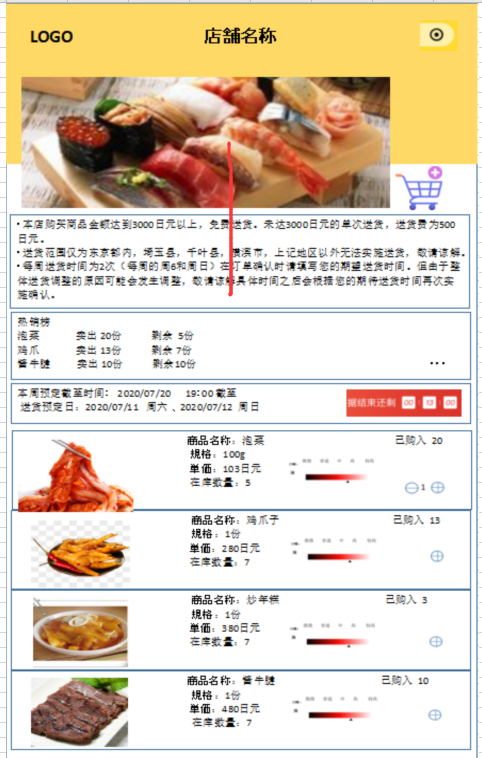 LOGO
店舗名称
・本店购买商品金额达到3000日元以上，免费送货。未达3000日元的单次送货，送货费为500
日元。
・送货范围仅为东京都内，埼玉县，千叶县，横滨市，上记地区以外无法实施送货，敬请谅解。
・每周送货时间为2次（每周的周6和周日）在订单确认时请填写您的期望送货时间。但由于整
体送货调整的原因可能会发生调整，敬请谅解具体时间之后会根据您的期待送货时间再次实
施确认。
热销榜
泡菜 卖出 20份 剩余 5份
鸡爪 卖出 13份 剩余 7份
酱牛腱 卖出 10份 剩余10份
...
本周预定截至时间： 2020/07/20 19:00 截至
送货预定日：2020/07/11 周六 、2020/07/12 周日
据结束还剩 00 : 13 : 00
商品名称：泡菜 已购入 20
规格：100g
単価：103日元
在库数量：5
1
商品名称：鸡爪子 已购入 13
规格：1份
単価：280日元
在库数量：7
商品名称：炒年糕 已购入 3
规格：1份
単価：380日元
在库数量：7
商品名称：酱牛腱 已购入 10
规格：1份
単価：480日元
在库数量：7